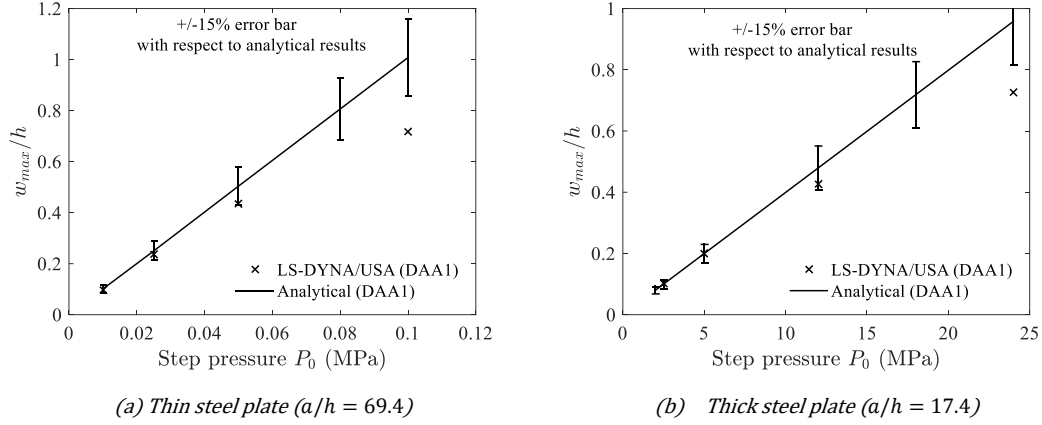 +/-15% error bar
with respect to analytical results
1.2
1
0.8
0.6
0.4
0.2
0
w_max/h
LS-DYNA/USA (DAA1)
Analytical (DAA1)
0 0.02 0.04 0.06 0.08 0.1 0.12
Step pressure P_0 (MPa)
(a) Thin steel plate (a/h = 69.4)
+/-15% error bar
with respect to analytical results
1
0.8
0.6
0.4
0.2
0
w_max/h
LS-DYNA/USA (DAA1)
Analytical (DAA1)
0 5 10 15 20 25
Step pressure P_0 (MPa)
(b) Thick steel plate (a/h = 17.4)